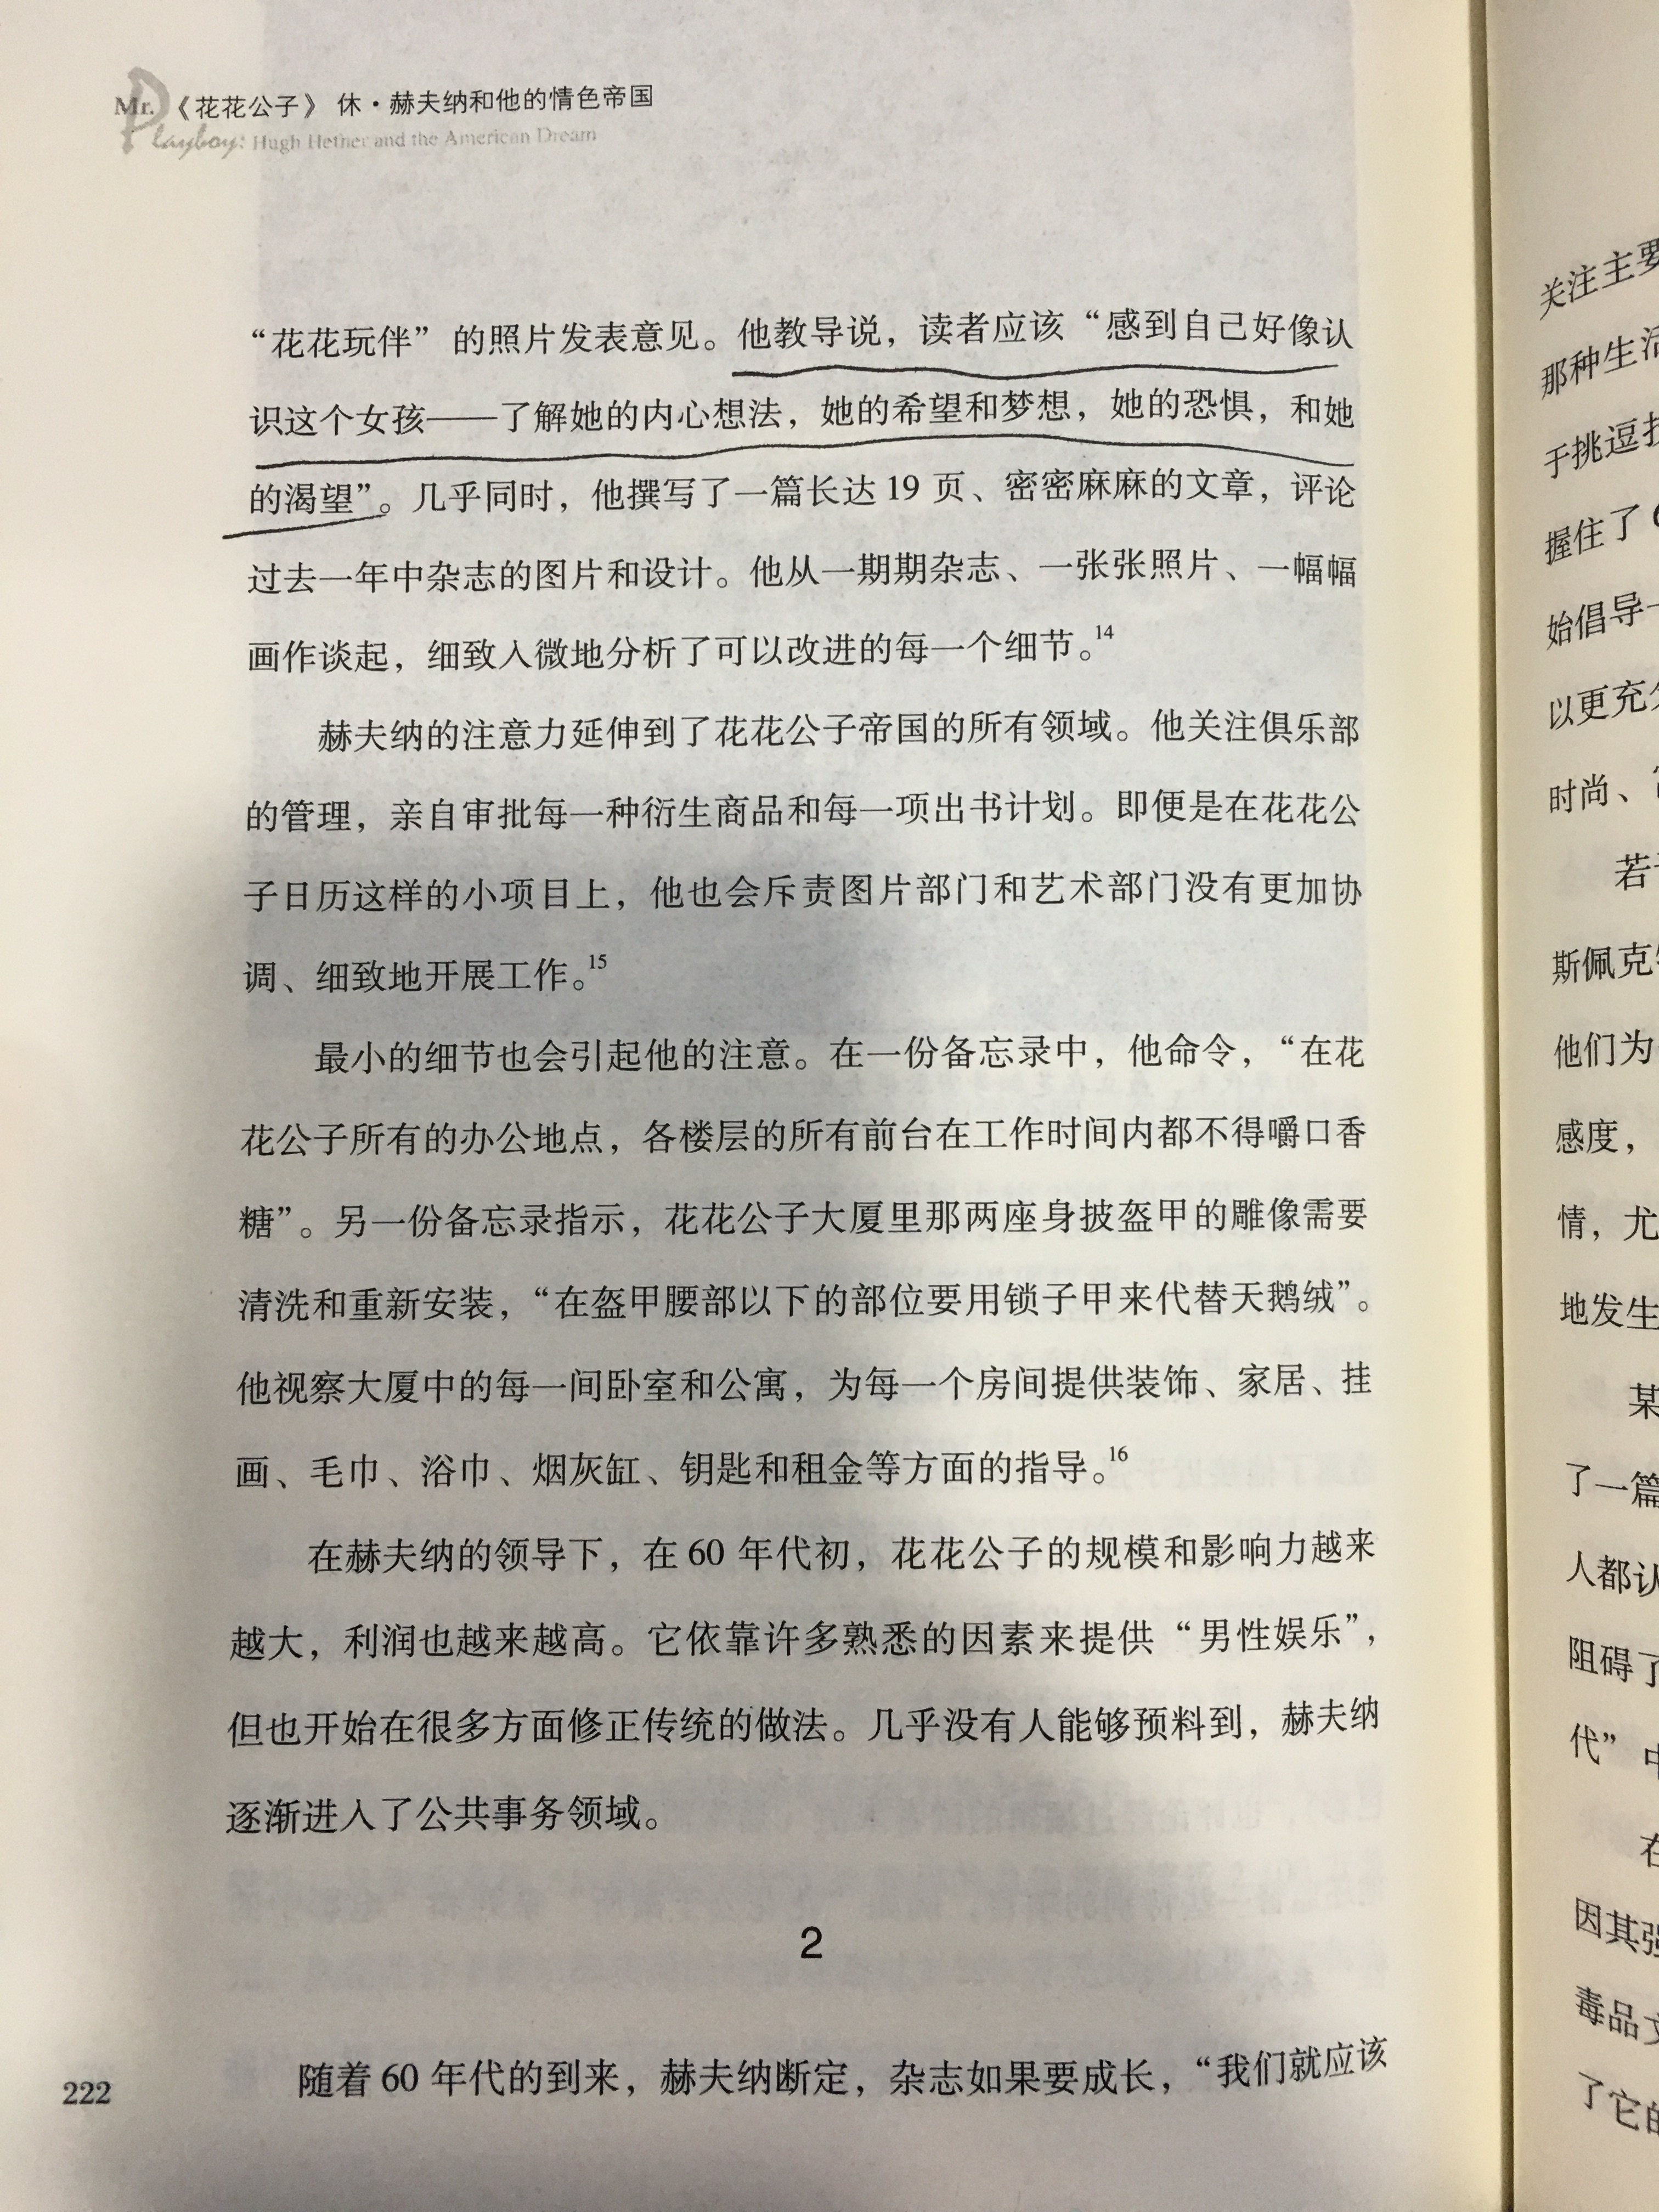 Mr. 《花花公子》 休·赫夫纳和他的情色帝国
Playboy: Hugh Hefner and the American Dream
“花花玩伴”的照片发表意见。他教导说，读者应该“感到自己好像认
识这个女孩——了解她的内心想法，她的希望和梦想，她的恐惧，和她
的渴望”。几乎同时，他撰写了一篇长达 19 页、密密麻麻的文章，评论
过去一年中杂志的图片和设计。他从一期期杂志、一张张照片、一幅幅
画作谈起，细致入微地分析了可以改进的每一个细节。14
赫夫纳的注意力延伸到了花花公子帝国的所有领域。他关注俱乐部
的管理，亲自审批每一种衍生商品和每一项出书计划。即便是在花花公
子日历这样的小项目上，他也会斥责图片部门和艺术部门没有更加协
调、细致地开展工作。15
最小的细节也会引起他的注意。在一份备忘录中，他命令，“在花
花公子所有的办公地点，各楼层的所有前台在工作时间内都不得嚼口香
糖”。另一份备忘录指示，花花公子大厦里那两座身披盔甲的雕像需要
清洗和重新安装，“在盔甲腰部以下的部位要用锁子甲来代替天鹅绒”。
他视察大厦中的每一间卧室和公寓，为每一个房间提供装饰、家居、挂
画、毛巾、浴巾、烟灰缸、钥匙和租金等方面的指导。16
在赫夫纳的领导下，在 60 年代初，花花公子的规模和影响力越来
越大，利润也越来越高。它依靠许多熟悉的因素来提供“男性娱乐”，
但也开始在很多方面修正传统的做法。几乎没有人能够预料到，赫夫纳
逐渐进入了公共事务领域。
2
随着 60 年代的到来，赫夫纳断定，杂志如果要成长，“我们就应该
222
关注主要
那种生活
于挑逗
握住了
始倡导
以更充
时尚、
若
斯佩克
他们为
感度，
情，尤
地发生
某
了一篇
人都认
阻碍了
代”中
在
因其强
毒品文
了它的